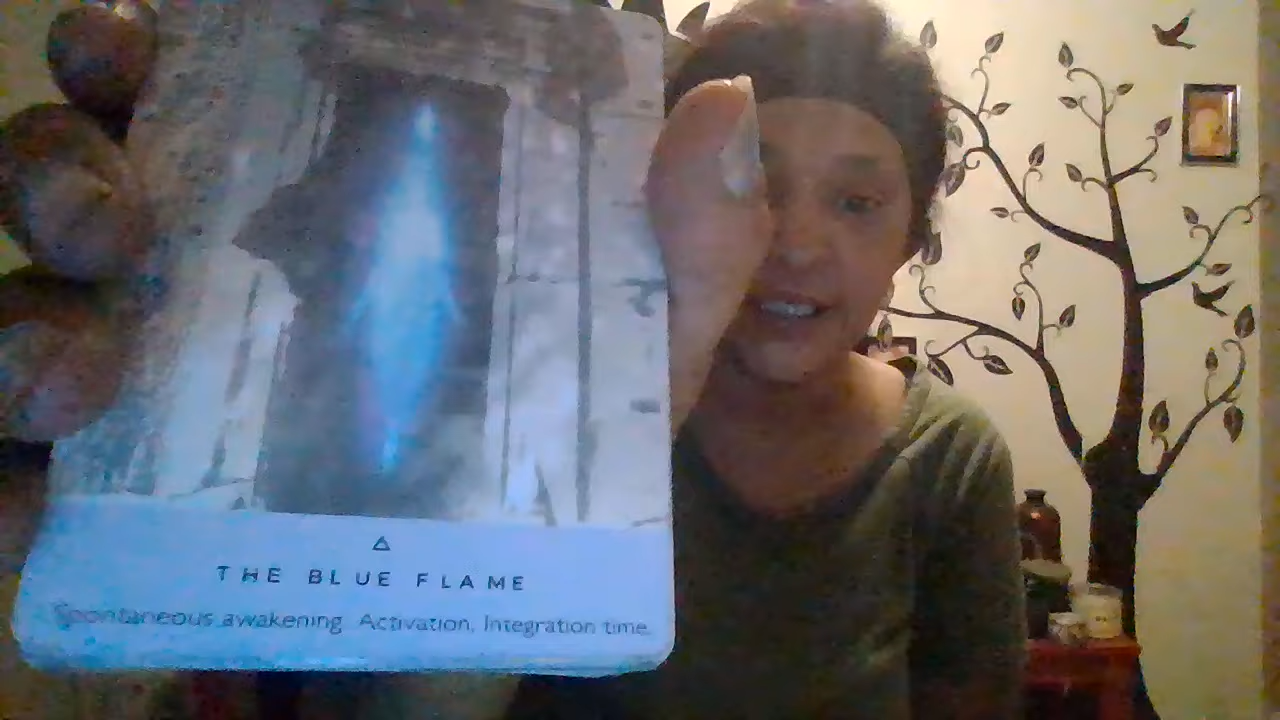 THE BLUE FLAME
Spontaneous awakening. Activation. Integration time.